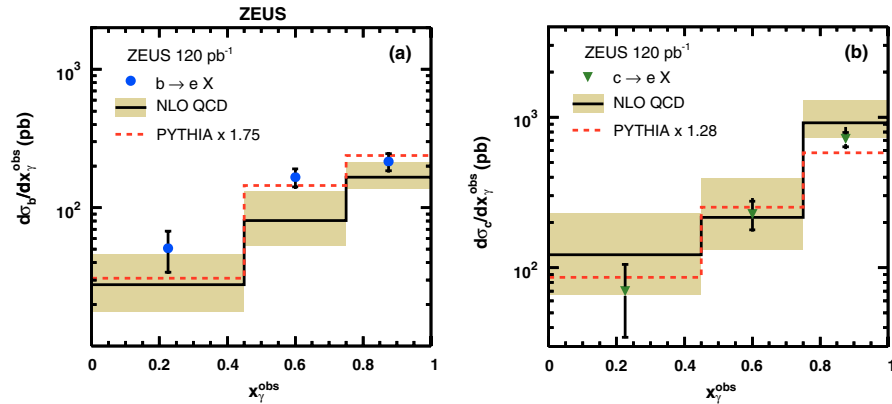 ZEUS
(a)
ZEUS 120 pb⁻¹
b → e X
NLO QCD
PYTHIA x 1.75
dσ_b/dx_γ^obs (pb)
10³
10²
0 0.2 0.4 0.6 0.8 1
x_γ^obs
(b)
ZEUS 120 pb⁻¹
c → e X
NLO QCD
PYTHIA x 1.28
dσ_c/dx_γ^obs (pb)
10³
10²
0 0.2 0.4 0.6 0.8 1
x_γ^obs